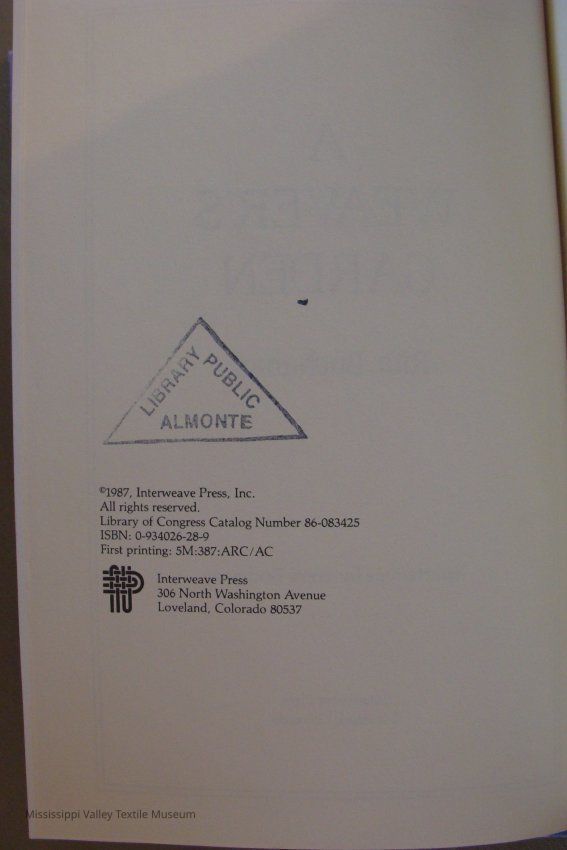 A
WEAVER'S
GARDEN
LIBRARY PUBLIC
ALMONTE
©1987, Interweave Press, Inc.
All rights reserved.
Library of Congress Catalog Number 86-083425
ISBN: 0-934026-28-9
First printing: 5M:387:ARC/AC
Interweave Press
306 North Washington Avenue
Loveland, Colorado 80537
Mississippi Valley Textile Museum